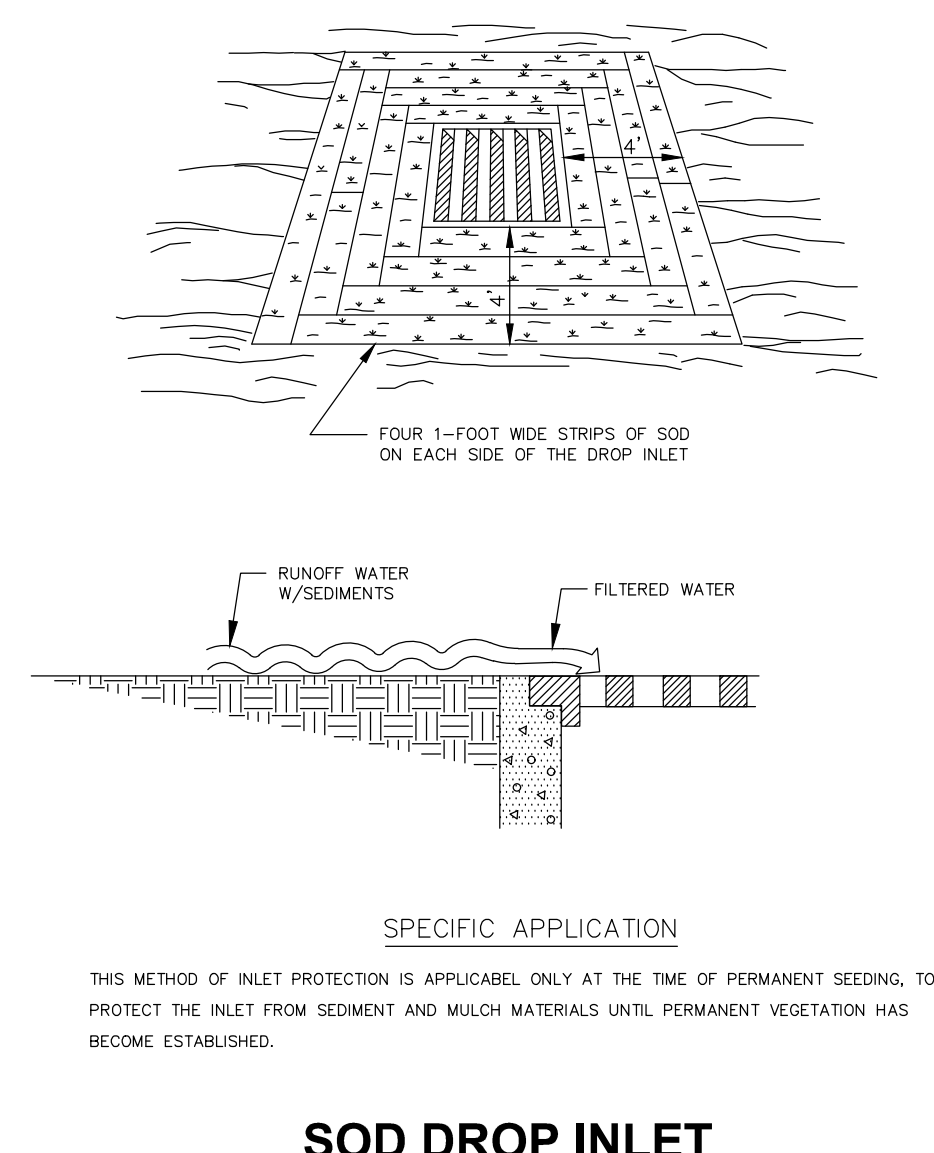 4'
4'
FOUR 1-FOOT WIDE STRIPS OF SOD
ON EACH SIDE OF THE DROP INLET
RUNOFF WATER
W/SEDIMENTS
FILTERED WATER
SPECIFIC APPLICATION
THIS METHOD OF INLET PROTECTION IS APPLICABEL ONLY AT THE TIME OF PERMANENT SEEDING, TO
PROTECT THE INLET FROM SEDIMENT AND MULCH MATERIALS UNTIL PERMANENT VEGETATION HAS
BECOME ESTABLISHED.
SOD DROP INLET